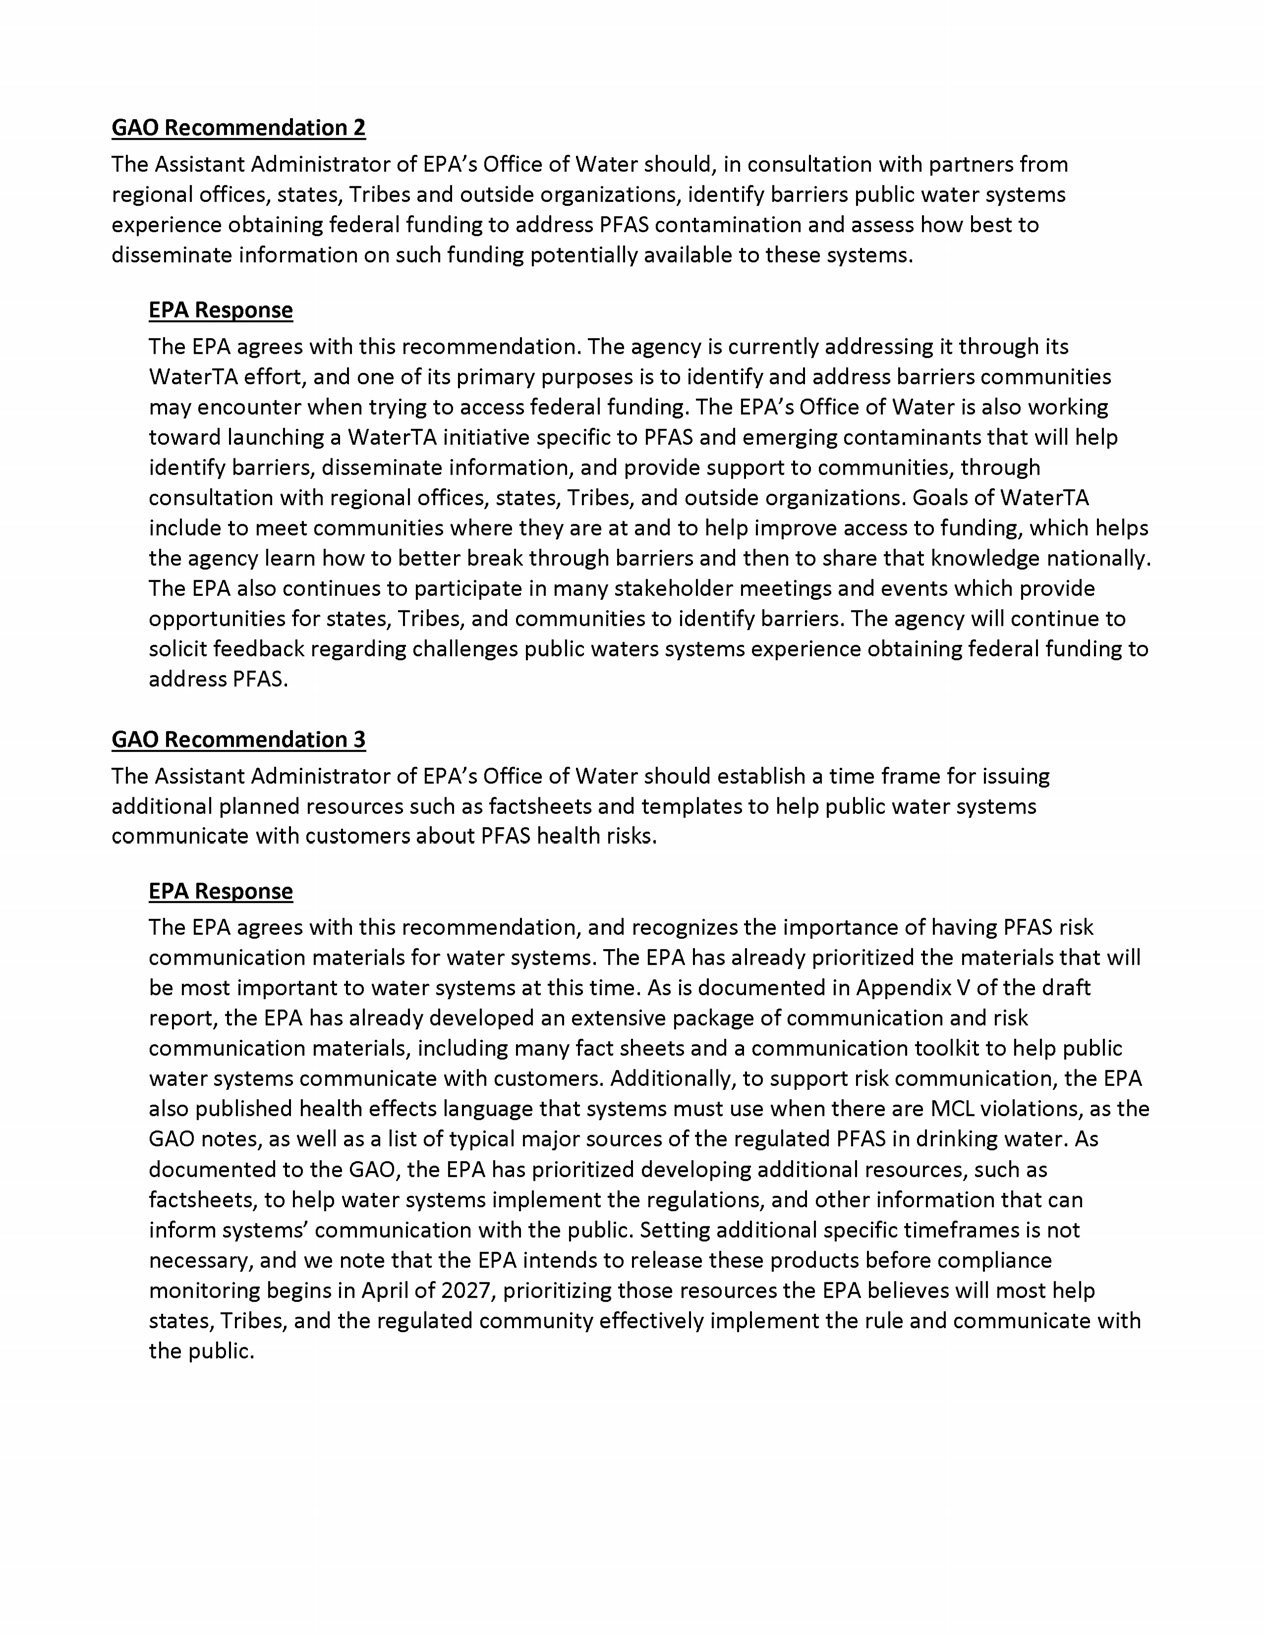 GAO Recommendation 2
The Assistant Administrator of EPA’s Office of Water should, in consultation with partners from
regional offices, states, Tribes and outside organizations, identify barriers public water systems
experience obtaining federal funding to address PFAS contamination and assess how best to
disseminate information on such funding potentially available to these systems.
EPA Response
The EPA agrees with this recommendation. The agency is currently addressing it through its
WaterTA effort, and one of its primary purposes is to identify and address barriers communities
may encounter when trying to access federal funding. The EPA’s Office of Water is also working
toward launching a WaterTA initiative specific to PFAS and emerging contaminants that will help
identify barriers, disseminate information, and provide support to communities, through
consultation with regional offices, states, Tribes, and outside organizations. Goals of WaterTA
include to meet communities where they are at and to help improve access to funding, which helps
the agency learn how to better break through barriers and then to share that knowledge nationally.
The EPA also continues to participate in many stakeholder meetings and events which provide
opportunities for states, Tribes, and communities to identify barriers. The agency will continue to
solicit feedback regarding challenges public waters systems experience obtaining federal funding to
address PFAS.
GAO Recommendation 3
The Assistant Administrator of EPA’s Office of Water should establish a time frame for issuing
additional planned resources such as factsheets and templates to help public water systems
communicate with customers about PFAS health risks.
EPA Response
The EPA agrees with this recommendation, and recognizes the importance of having PFAS risk
communication materials for water systems. The EPA has already prioritized the materials that will
be most important to water systems at this time. As is documented in Appendix V of the draft
report, the EPA has already developed an extensive package of communication and risk
communication materials, including many fact sheets and a communication toolkit to help public
water systems communicate with customers. Additionally, to support risk communication, the EPA
also published health effects language that systems must use when there are MCL violations, as the
GAO notes, as well as a list of typical major sources of the regulated PFAS in drinking water. As
documented to the GAO, the EPA has prioritized developing additional resources, such as
factsheets, to help water systems implement the regulations, and other information that can
inform systems’ communication with the public. Setting additional specific timeframes is not
necessary, and we note that the EPA intends to release these products before compliance
monitoring begins in April of 2027, prioritizing those resources the EPA believes will most help
states, Tribes, and the regulated community effectively implement the rule and communicate with
the public.